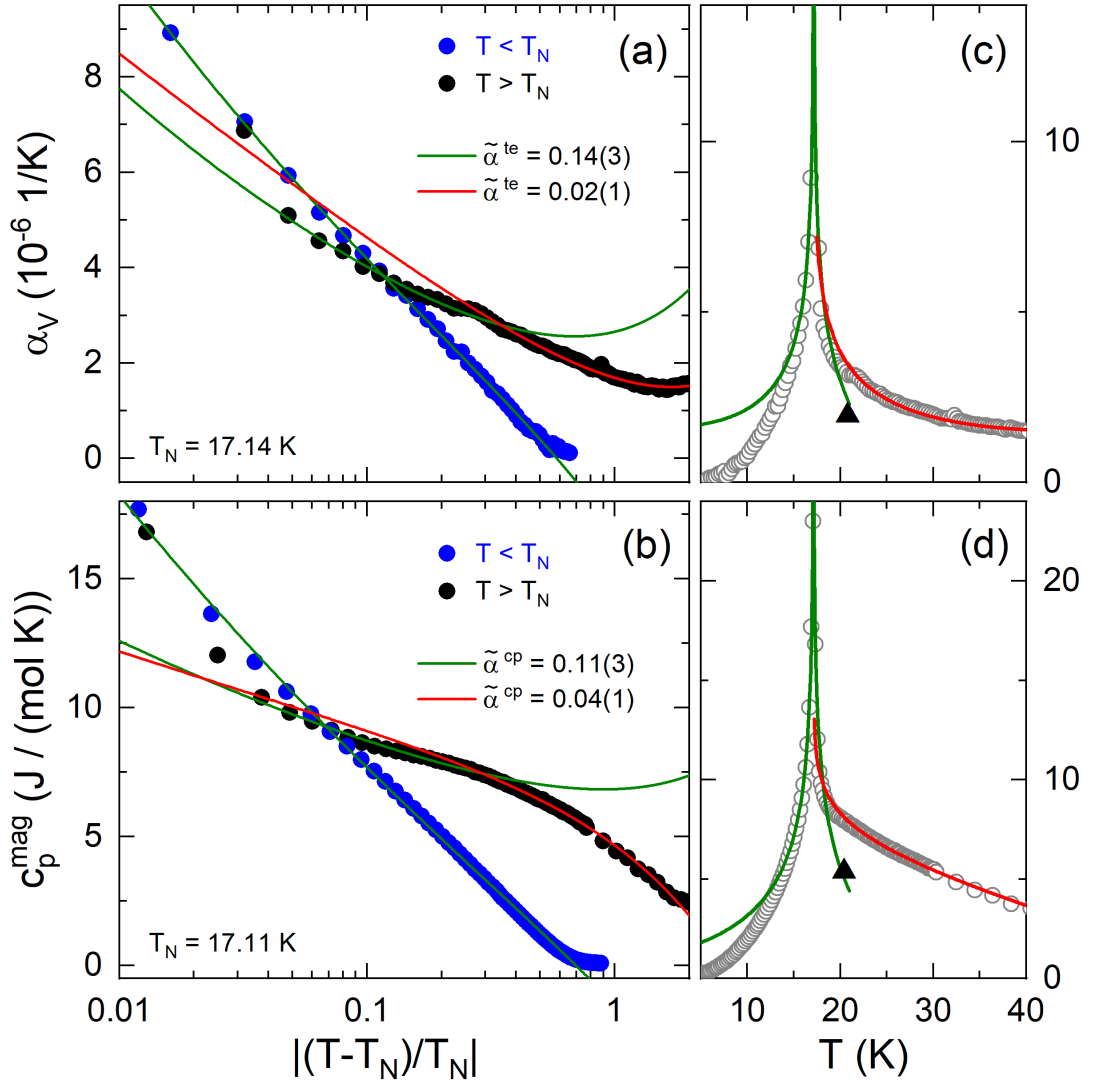 (a)
T < T_N
T > T_N
α̃ ᵗᵉ = 0.14(3)
α̃ ᵗᵉ = 0.02(1)
T_N = 17.14 K
α_V (10⁻⁶ 1/K)
8
6
4
2
0
(c)
10
0
(b)
T < T_N
T > T_N
α̃ ᶜᵖ = 0.11(3)
α̃ ᶜᵖ = 0.04(1)
T_N = 17.11 K
c_p^mag (J / (mol K))
15
10
5
0
0.01
0.1
1
|(T-T_N)/T_N|
(d)
20
10
0
10
20
30
40
T (K)